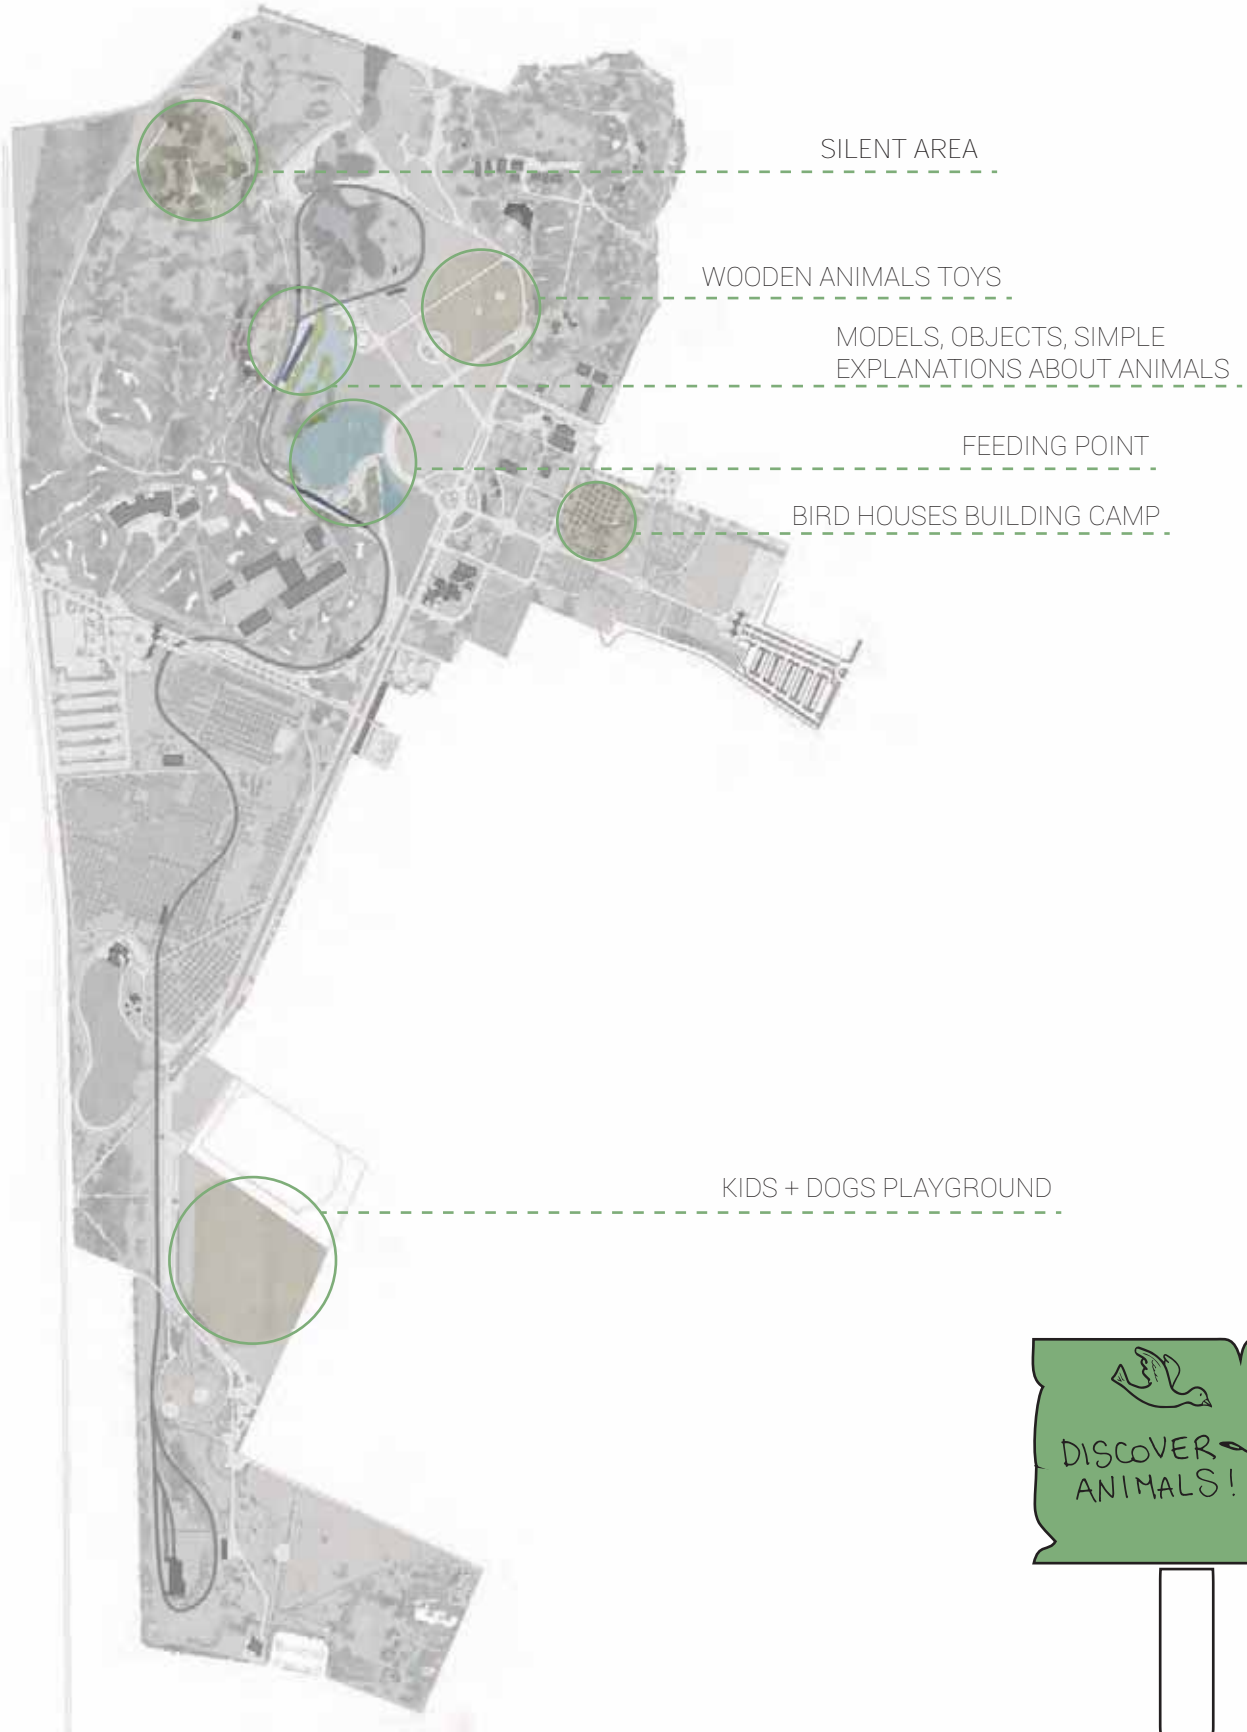 SILENT AREA
WOODEN ANIMALS TOYS
MODELS, OBJECTS, SIMPLE
EXPLANATIONS ABOUT ANIMALS
FEEDING POINT
BIRD HOUSES BUILDING CAMP
KIDS + DOGS PLAYGROUND
DISCOVER
ANIMALS!